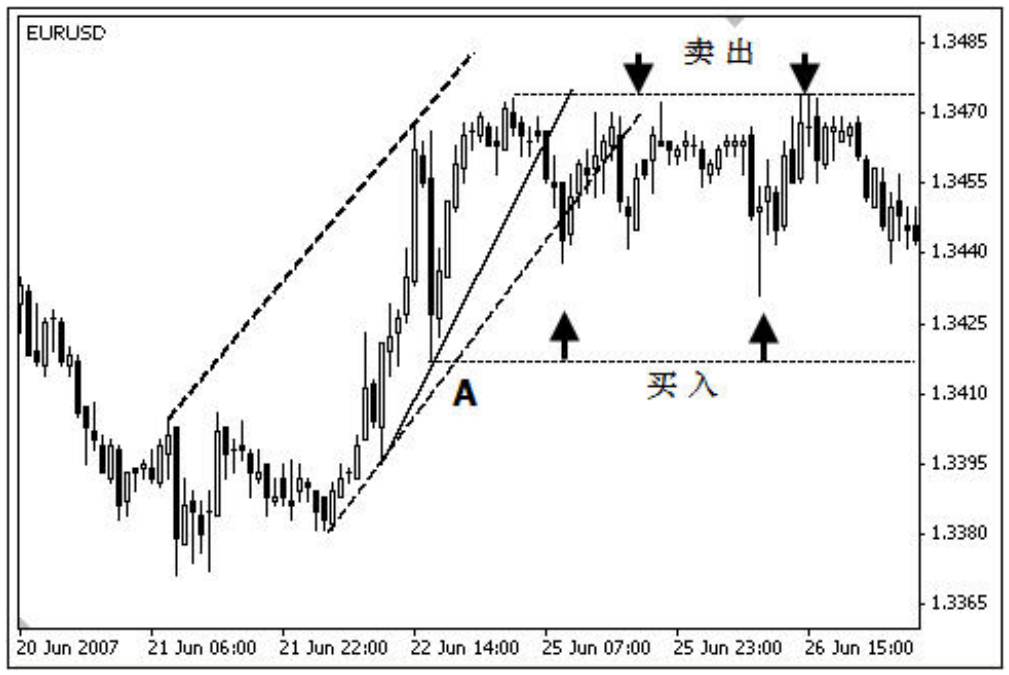 EURUSD
卖出
1.3485
1.3470
1.3455
1.3440
1.3425
1.3410
1.3395
1.3380
1.3365
A
买入
20 Jun 2007
21 Jun 06:00
21 Jun 22:00
22 Jun 14:00
25 Jun 07:00
25 Jun 23:00
26 Jun 15:00